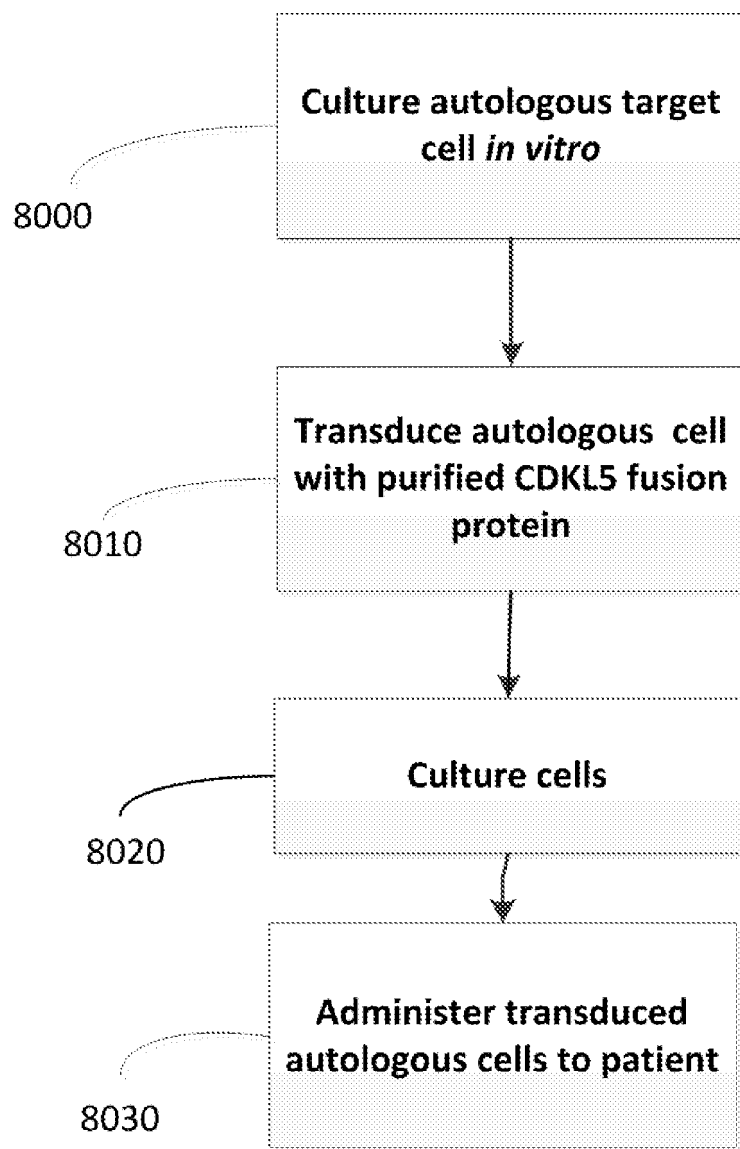 Culture autologous target
cell in vitro
8000
Transduce autologous cell
with purified CDKL5 fusion
protein
8010
Culture cells
8020
Administer transduced
autologous cells to patient
8030